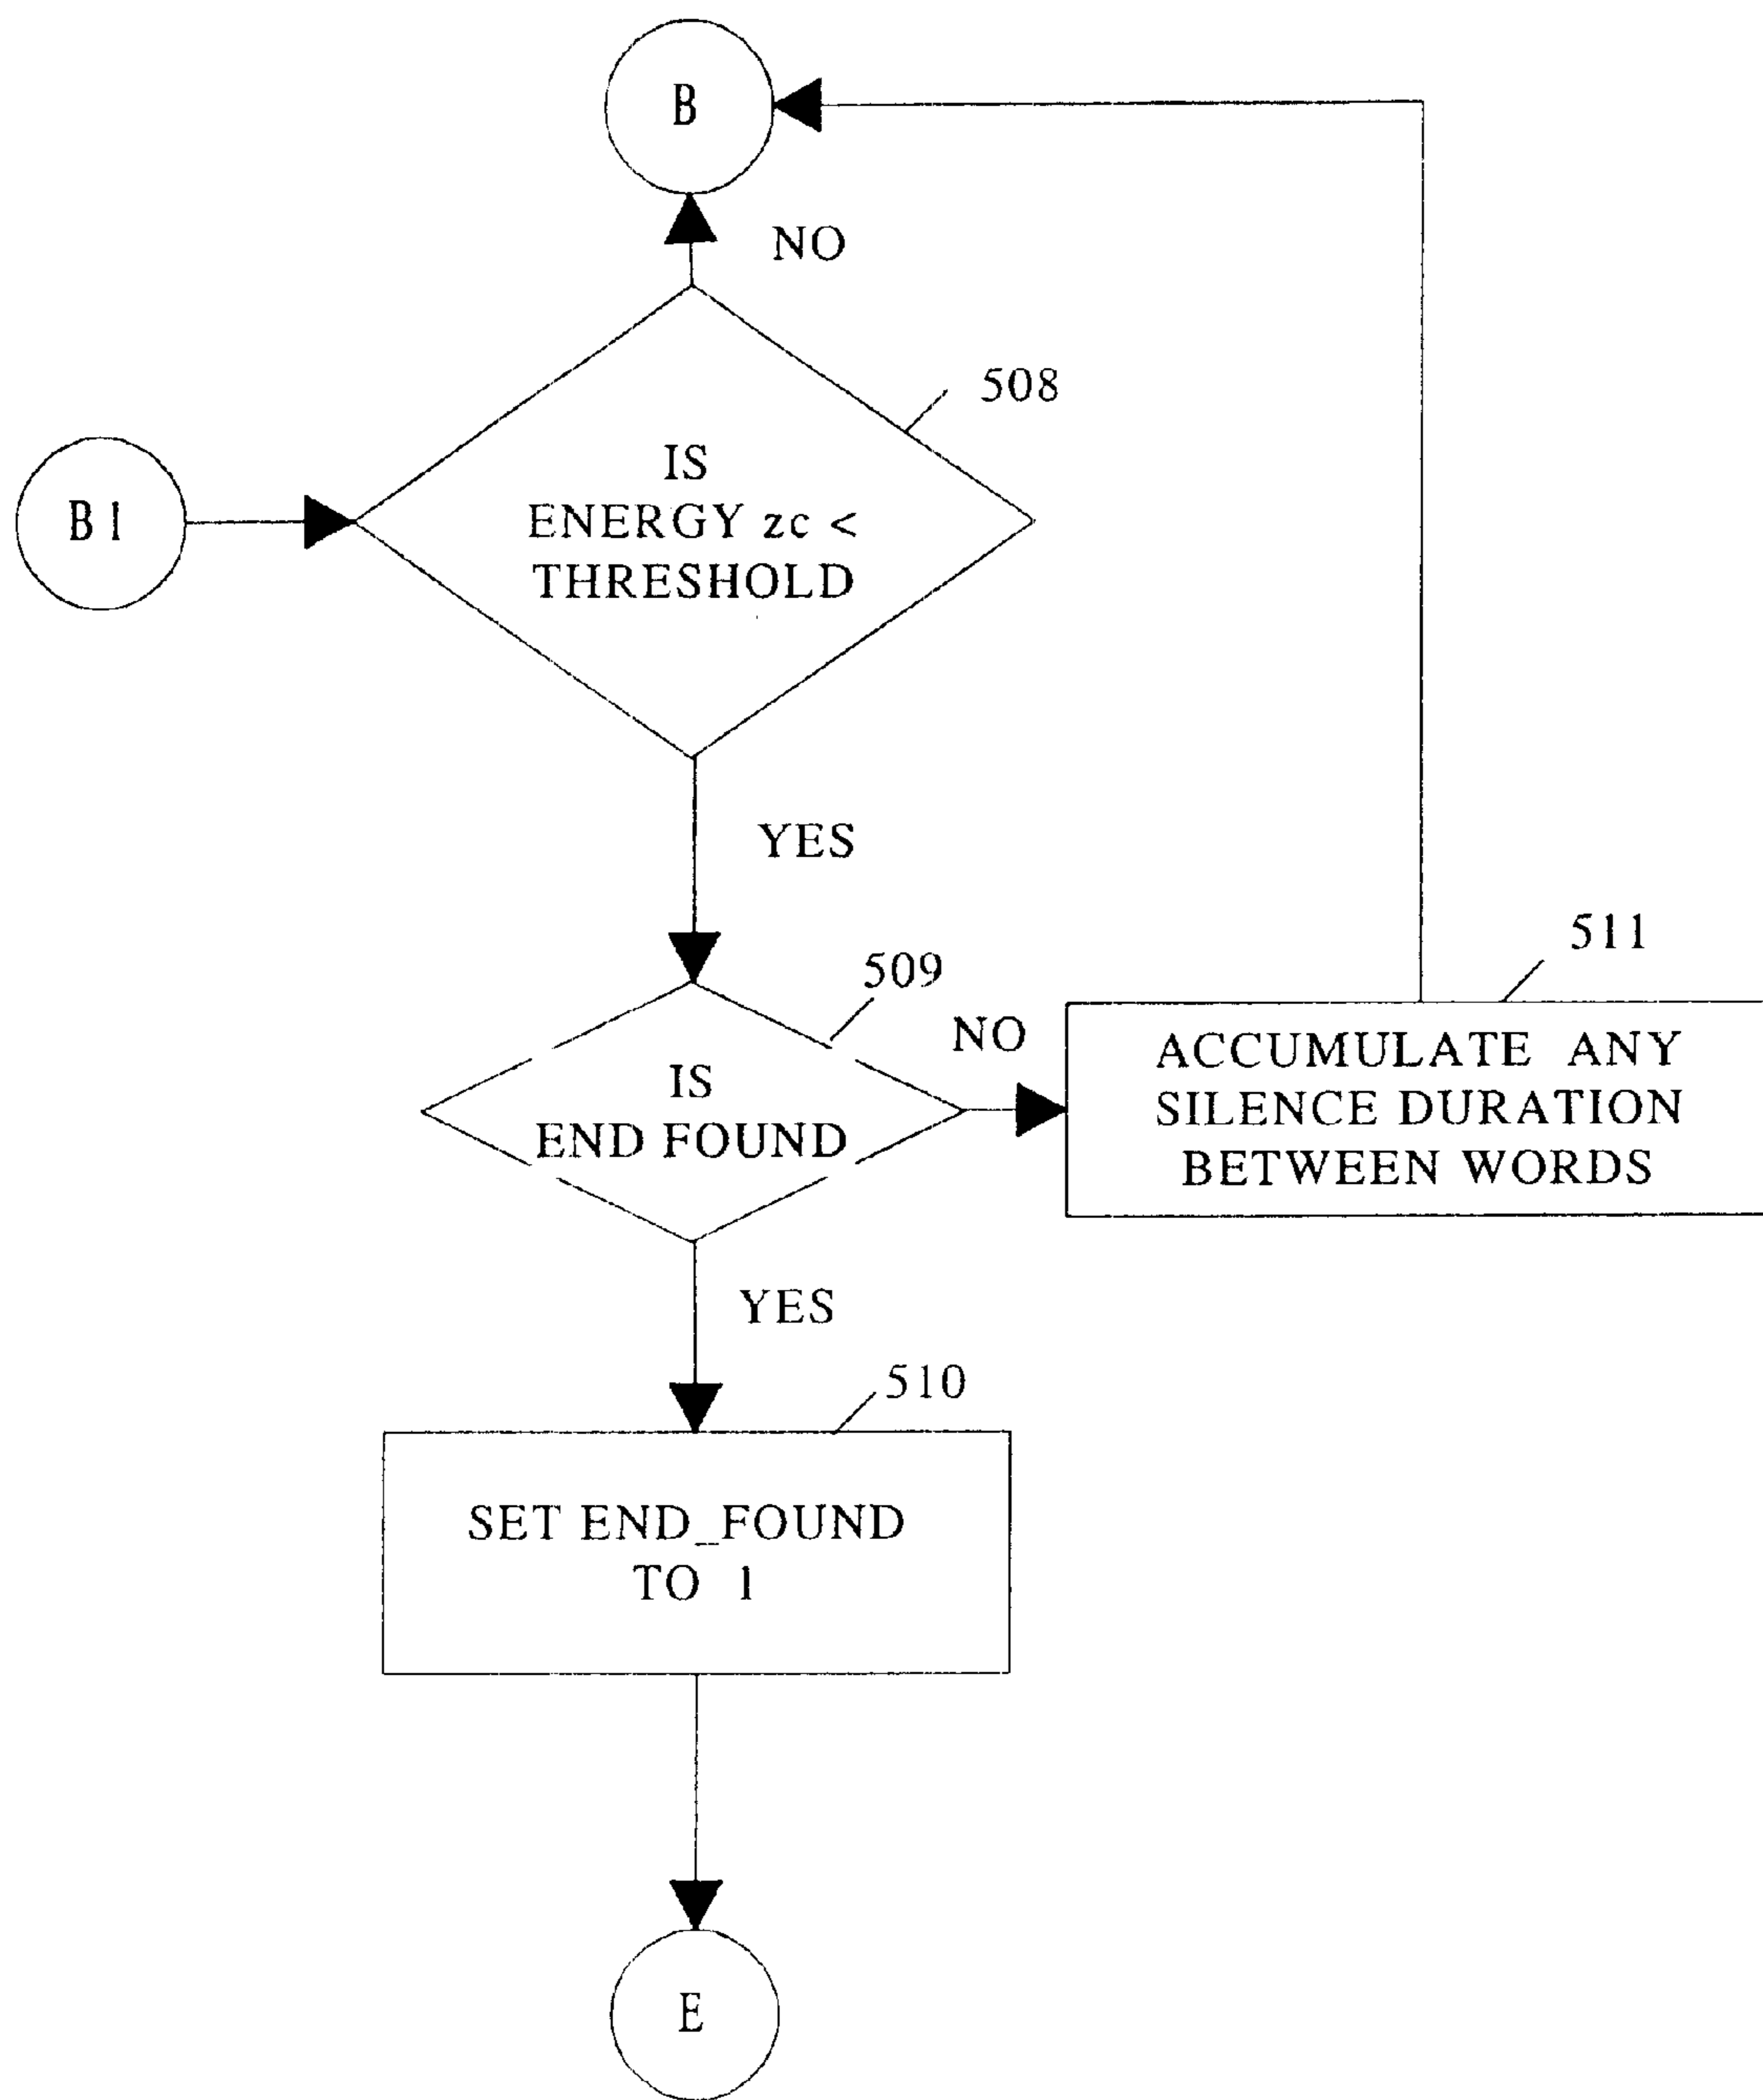 B
NO
508
B1
IS
ENERGY zc <
THRESHOLD
YES
509
511
NO
IS
END FOUND
ACCUMULATE ANY
SILENCE DURATION
BETWEEN WORDS
YES
510
SET END_FOUND
TO 1
E